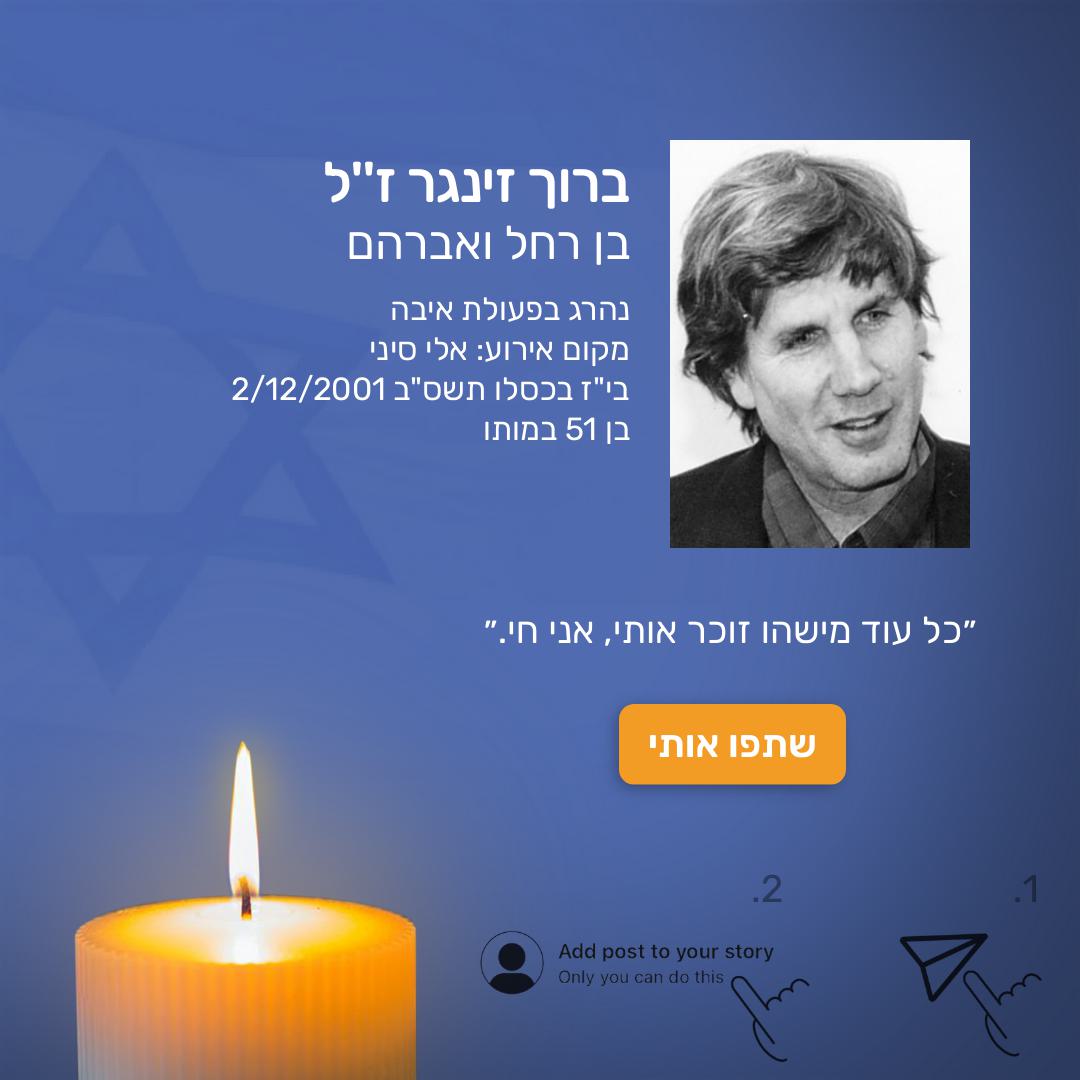 ברוך זינגר ז"ל
בן רחל ואברהם
נהרג בפעולת איבה
מקום אירוע: אלי סיני
בי"ז בכסלו תשס"ב 2/12/2001
בן 51 במותו
״כל עוד מישהו זוכר אותי, אני חי.״
שתפו אותי
1.
2.
Add post to your story
Only you can do this